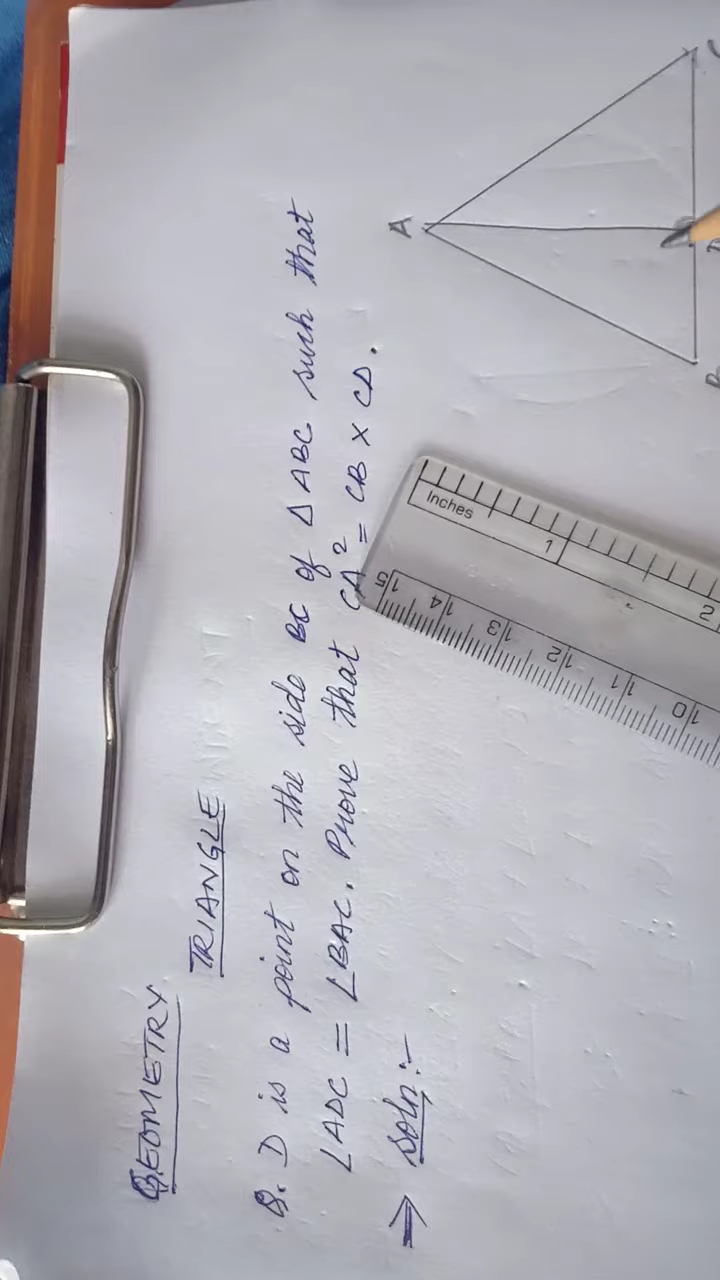 GEOMETRY
TRIANGLE
Q. D is a point on the side BC of △ ABC such that
∠ADC = ∠BAC. Prove that CA² = CB × CD.
⇒ Soln:-
A
Inches
1
2
15 14 13 12 11 10